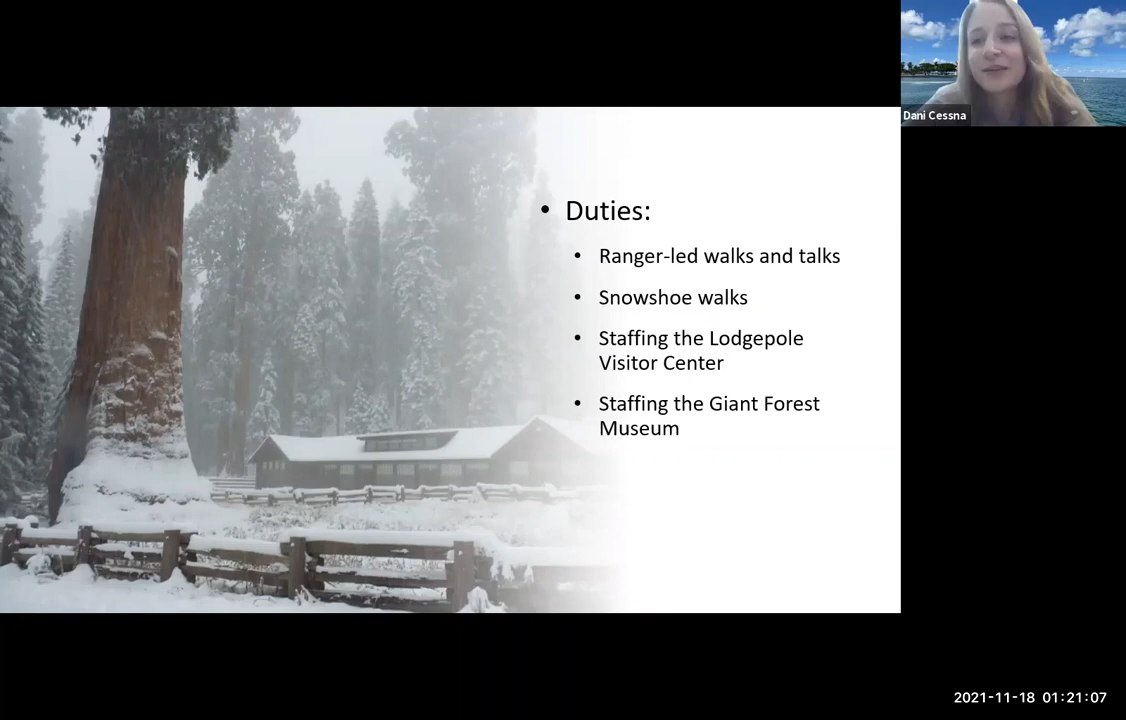 Dani Cessna
• Duties:
• Ranger-led walks and talks
• Snowshoe walks
• Staffing the Lodgepole
Visitor Center
• Staffing the Giant Forest
Museum
2021-11-18 01:21:07